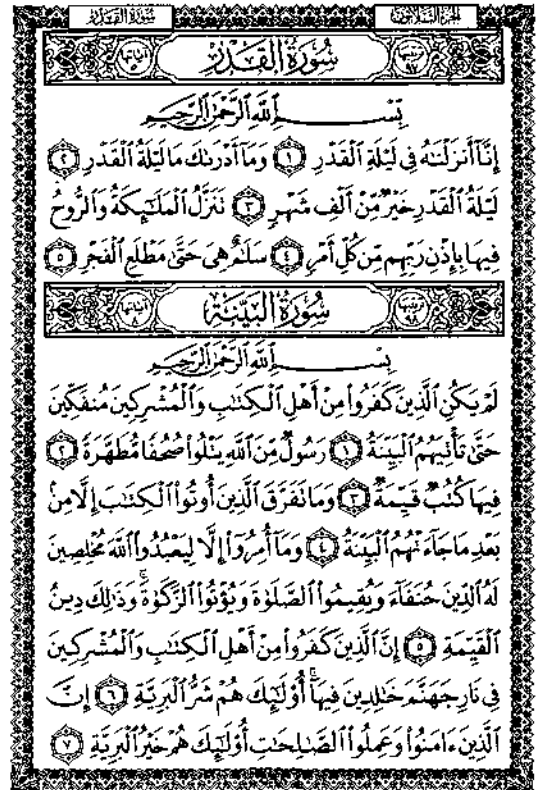 سُورَةُ القَدْرِ الجزء الثلاثون
سُورَةُ القَدْرِ
بِسْمِ ٱللَّهِ ٱلرَّحْمَٰنِ ٱلرَّحِيمِ
إِنَّآ أَنزَلْنَٰهُ فِى لَيْلَةِ ٱلْقَدْرِ ١ وَمَآ أَدْرَىٰكَ مَا لَيْلَةُ ٱلْقَدْرِ ٢
لَيْلَةُ ٱلْقَدْرِ خَيْرٌ مِّنْ أَلْفِ شَهْرٍ ٣ تَنَزَّلُ ٱلْمَلَٰٓئِكَةُ وَٱلرُّوحُ
فِيهَا بِإِذْنِ رَبِّهِم مِّن كُلِّ أَمْرٍ ٤ سَلَٰمٌ هِىَ حَتَّىٰ مَطْلَعِ ٱلْفَجْرِ ٥
سُورَةُ البَيِّنَةِ
بِسْمِ ٱللَّهِ ٱلرَّحْمَٰنِ ٱلرَّحِيمِ
لَمْ يَكُنِ ٱلَّذِينَ كَفَرُوا۟ مِنْ أَهْلِ ٱلْكِتَٰبِ وَٱلْمُشْرِكِينَ مُنفَكِّينَ
حَتَّىٰ تَأْتِيَهُمُ ٱلْبَيِّنَةُ ١ رَسُولٌ مِّنَ ٱللَّهِ يَتْلُوا۟ صُحُفًا مُّطَهَّرَةً ٢
فِيهَا كُتُبٌ قَيِّمَةٌ ٣ وَمَا تَفَرَّقَ ٱلَّذِينَ أُوتُوا۟ ٱلْكِتَٰبَ إِلَّا مِنۢ
بَعْدِ مَا جَآءَتْهُمُ ٱلْبَيِّنَةُ ٤ وَمَآ أُمِرُوٓا۟ إِلَّا لِيَعْبُدُوا۟ ٱللَّهَ مُخْلِصِينَ
لَهُ ٱلدِّينَ حُنَفَآءَ وَيُقِيمُوا۟ ٱلصَّلَوٰةَ وَيُؤْتُوا۟ ٱلزَّكَوٰةَ ۚ وَذَٰلِكَ دِينُ
ٱلْقَيِّمَةِ ٥ إِنَّ ٱلَّذِينَ كَفَرُوا۟ مِنْ أَهْلِ ٱلْكِتَٰبِ وَٱلْمُشْرِكِينَ
فِى نَارِ جَهَنَّمَ خَٰلِدِينَ فِيهَآ ۚ أُو۟لَٰٓئِكَ هُمْ شَرُّ ٱلْبَرِيَّةِ ٦ إِنَّ
ٱلَّذِينَ ءَامَنُوا۟ وَعَمِلُوا۟ ٱلصَّٰلِحَٰتِ أُو۟لَٰٓئِكَ هُمْ خَيْرُ ٱلْبَرِيَّةِ ٧